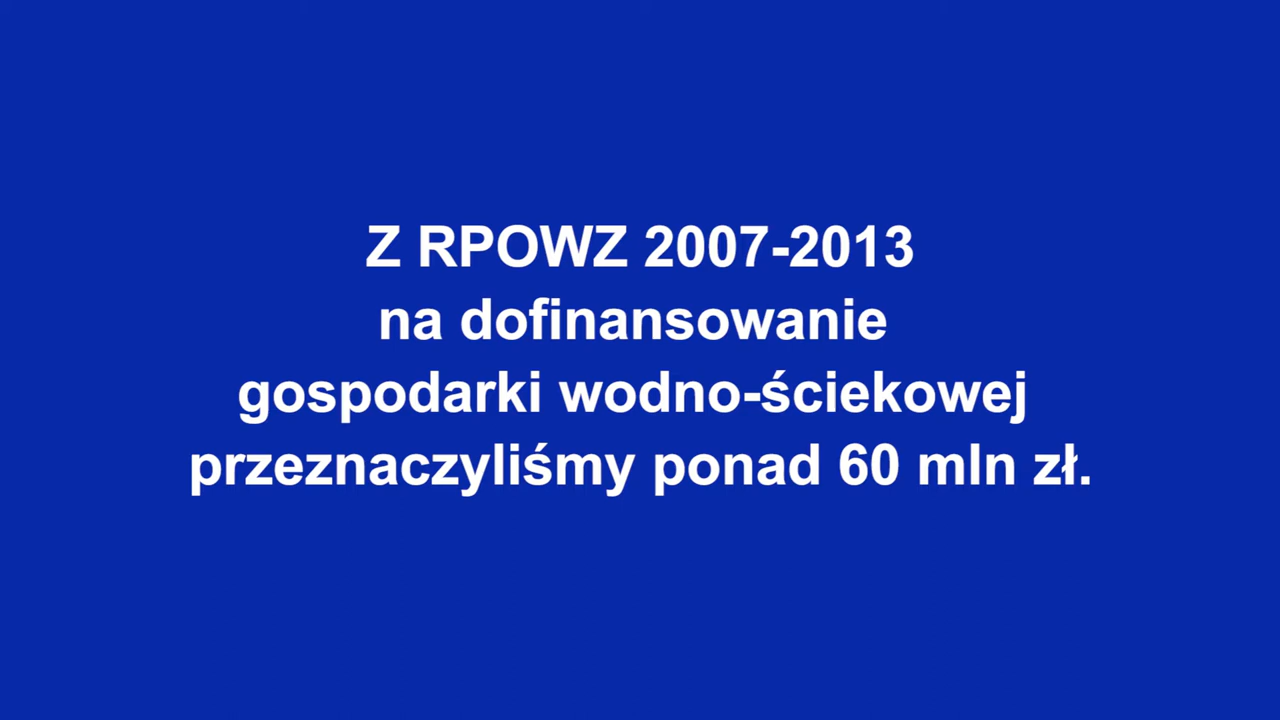 Z RPOWZ 2007-2013
na dofinansowanie
gospodarki wodno-ściekowej
przeznaczyliśmy ponad 60 mln zł.